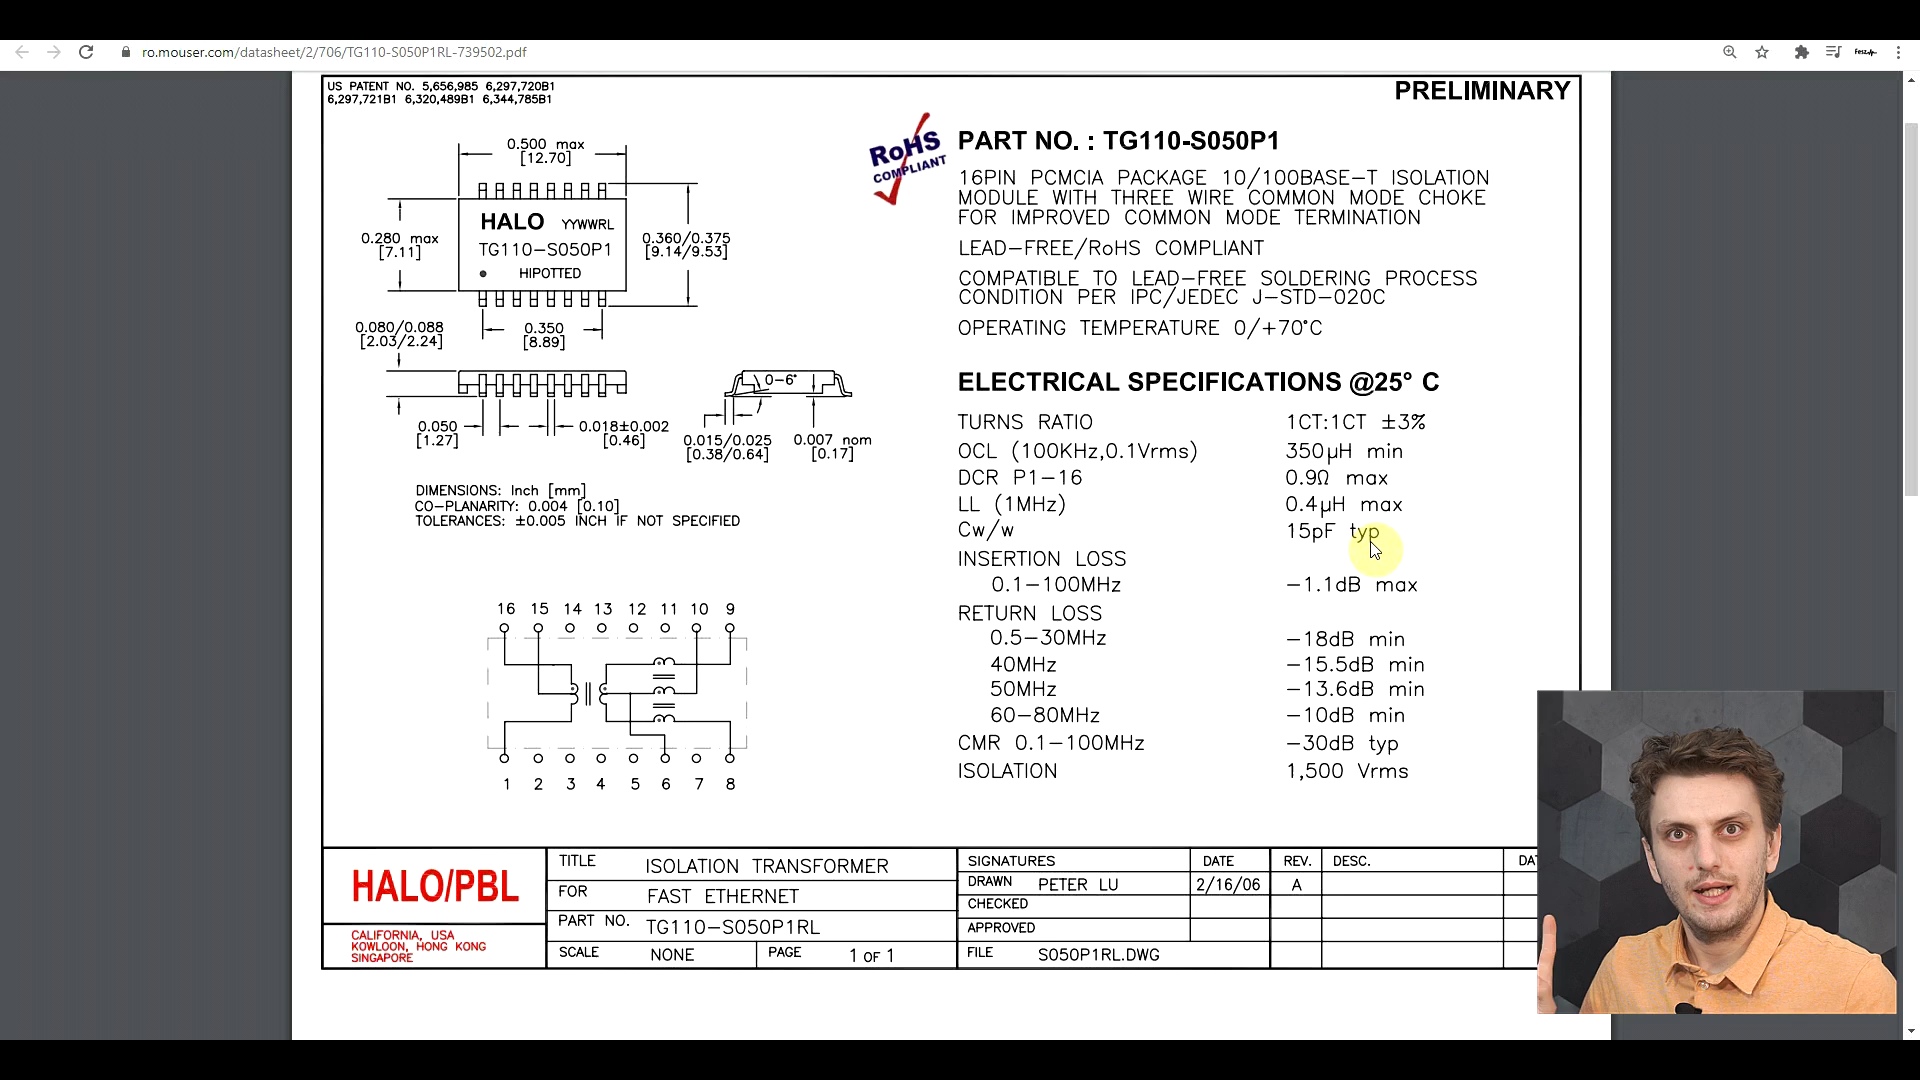 ro.mouser.com/datasheet/2/706/TG110-S050P1RL-739502.pdf
US PATENT NO. 5,656,985 6,297,720B1
6,297,721B1 6,320,489B1 6,344,785B1
PRELIMINARY
0.500 max
[12.70]
HALO YYWWRL
TG110-S050P1
HIPOTTED
0.280 max
[7.11]
0.360/0.375
[9.14/9.53]
0.350
[8.89]
0.080/0.088
[2.03/2.24]
0.050
[1.27]
0.018±0.002
[0.46]
0-6°
0.015/0.025
[0.38/0.64]
0.007 nom
[0.17]
DIMENSIONS: Inch [mm]
CO-PLANARITY: 0.004 [0.10]
TOLERANCES: ±0.005 INCH IF NOT SPECIFIED
16 15 14 13 12 11 10 9
1 2 3 4 5 6 7 8
RoHS
COMPLIANT
PART NO. : TG110-S050P1
16PIN PCMCIA PACKAGE 10/100BASE-T ISOLATION
MODULE WITH THREE WIRE COMMON MODE CHOKE
FOR IMPROVED COMMON MODE TERMINATION
LEAD-FREE/RoHS COMPLIANT
COMPATIBLE TO LEAD-FREE SOLDERING PROCESS
CONDITION PER IPC/JEDEC J-STD-020C
OPERATING TEMPERATURE 0/+70°C
ELECTRICAL SPECIFICATIONS @25° C
TURNS RATIO 1CT:1CT ±3%
OCL (100KHz,0.1Vrms) 350µH min
DCR P1-16 0.9Ω max
LL (1MHz) 0.4µH max
Cw/w 15pF typ
INSERTION LOSS
0.1-100MHz -1.1dB max
RETURN LOSS
0.5-30MHz -18dB min
40MHz -15.5dB min
50MHz -13.6dB min
60-80MHz -10dB min
CMR 0.1-100MHz -30dB typ
ISOLATION 1,500 Vrms
HALO/PBL
CALIFORNIA, USA
KOWLOON, HONG KONG
SINGAPORE
TITLE ISOLATION TRANSFORMER
FOR FAST ETHERNET
PART NO. TG110-S050P1RL
SCALE NONE PAGE 1 OF 1
SIGNATURES DATE REV. DESC. DA
DRAWN PETER LU 2/16/06 A
CHECKED
APPROVED
FILE S050P1RL.DWG